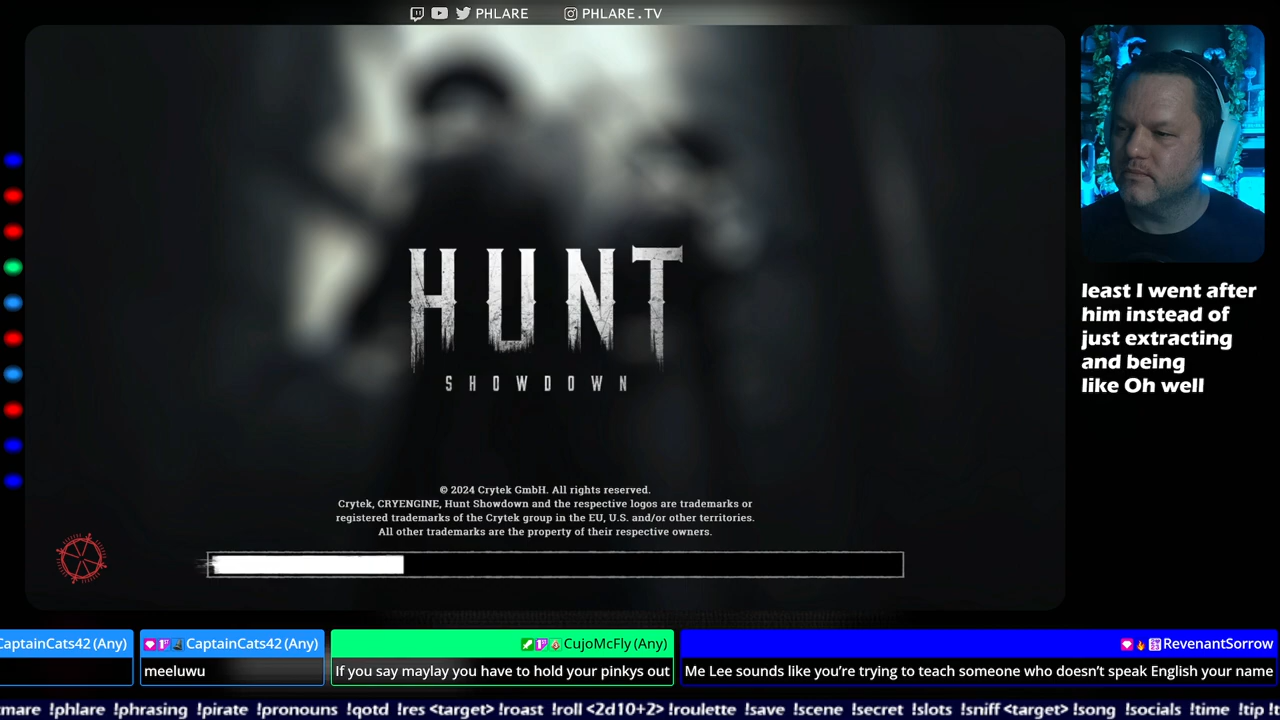 PHLARE PHLARE.TV
HUNT
SHOWDOWN
© 2024 Crytek GmbH. All rights reserved.
Crytek, CRYENGINE, Hunt Showdown and the respective logos are trademarks or
registered trademarks of the Crytek group in the EU, U.S. and/or other territories.
All other trademarks are the property of their respective owners.
least I went after
him instead of
just extracting
and being
like Oh well
CaptainCats42 (Any)
CaptainCats42 (Any)
meeluwu
CujoMcFly (Any)
If you say maylay you have to hold your pinkys out
RevenantSorrow
Me Lee sounds like you’re trying to teach someone who doesn’t speak English your name
mare !phlare !phrasing !pirate !pronouns !qotd !res <target> !roast !roll <2d10+2> !roulette !save !scene !secret !slots !sniff <target> !song !socials !time !tip !t